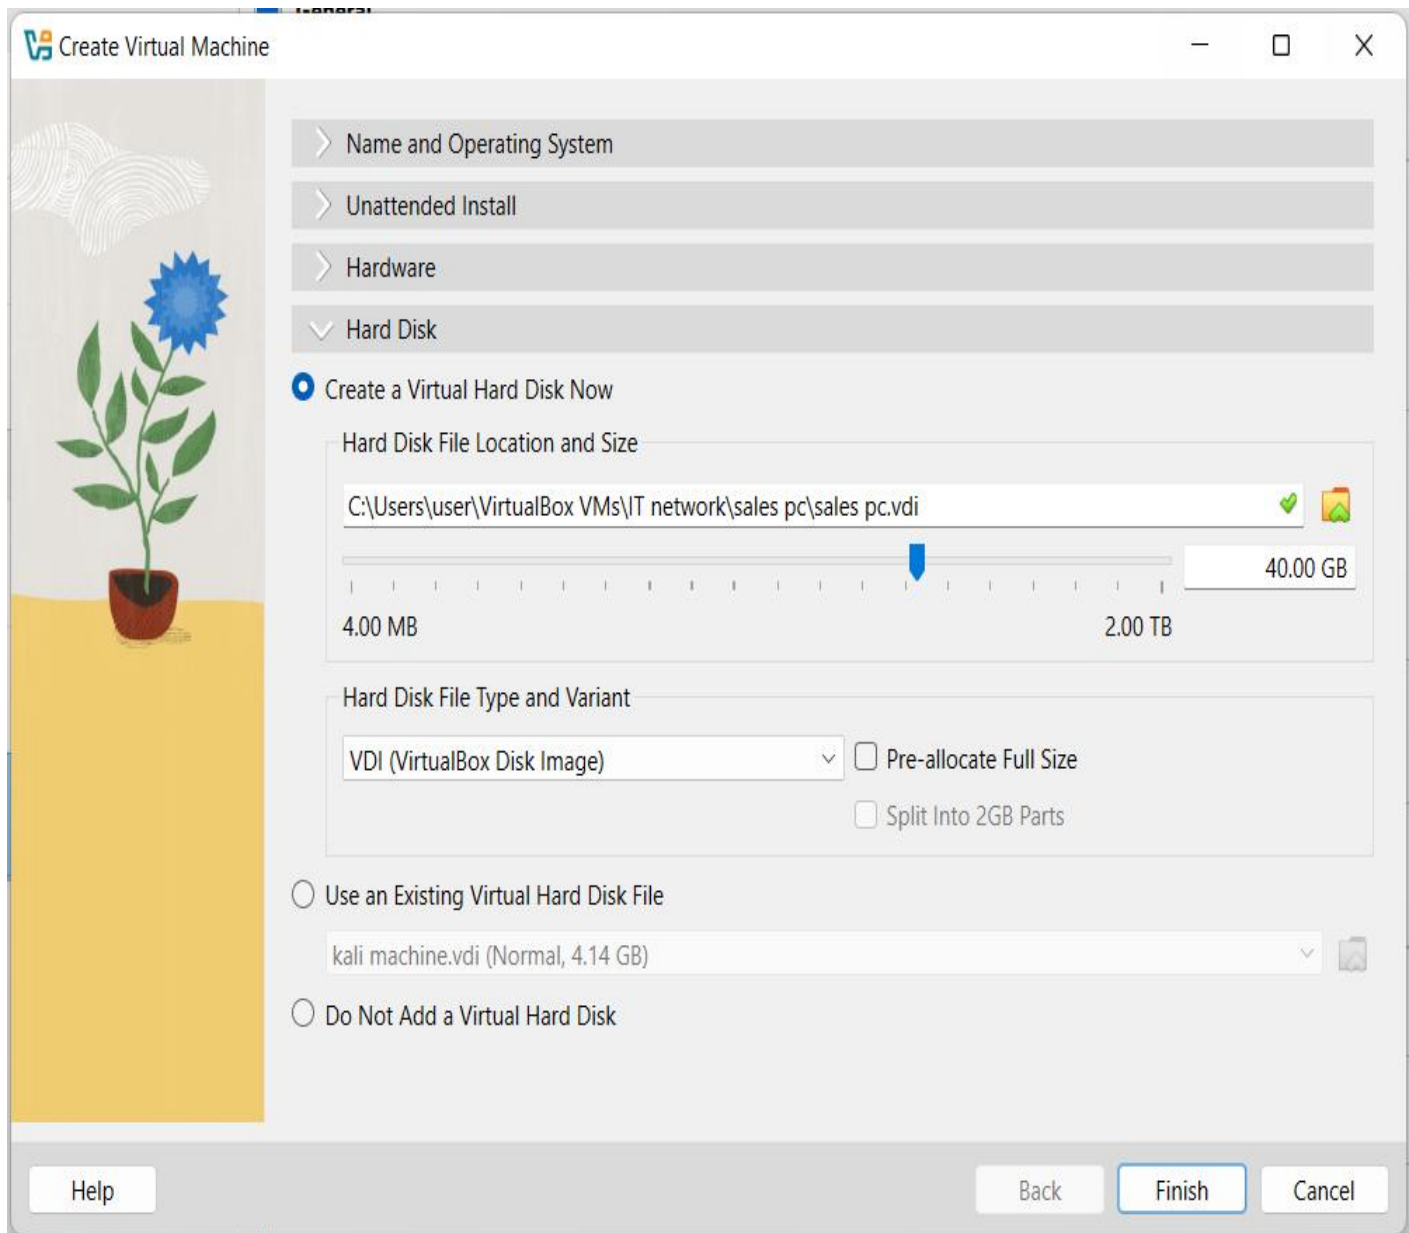 General
Create Virtual Machine
Name and Operating System
Unattended Install
Hardware
Hard Disk
Create a Virtual Hard Disk Now
Hard Disk File Location and Size
C:\Users\user\VirtualBox VMs\IT network\sales pc\sales pc.vdi
40.00 GB
4.00 MB 2.00 TB
Hard Disk File Type and Variant
VDI (VirtualBox Disk Image) Pre-allocate Full Size
Split Into 2GB Parts
Use an Existing Virtual Hard Disk File
kali machine.vdi (Normal, 4.14 GB)
Do Not Add a Virtual Hard Disk
Help Back Finish Cancel